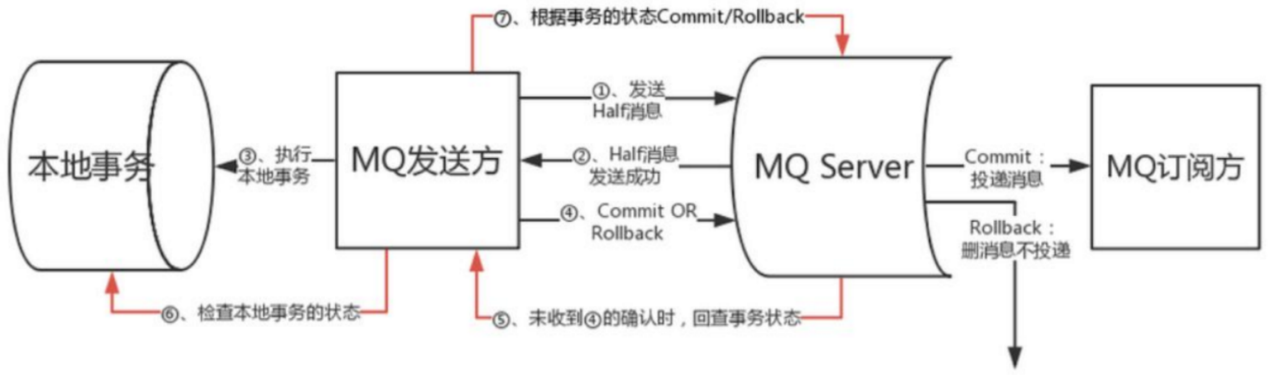 ⑦、根据事务的状态Commit/Rollback
①、发送
Half消息
本地事务
③、执行
本地事务
MQ发送方
②、Half消息
发送成功
MQ Server
Commit：
投递消息
MQ订阅方
④、Commit OR
Rollback
Rollback：
删消息不投递
⑥、检查本地事务的状态
⑤、未收到④的确认时，回查事务状态